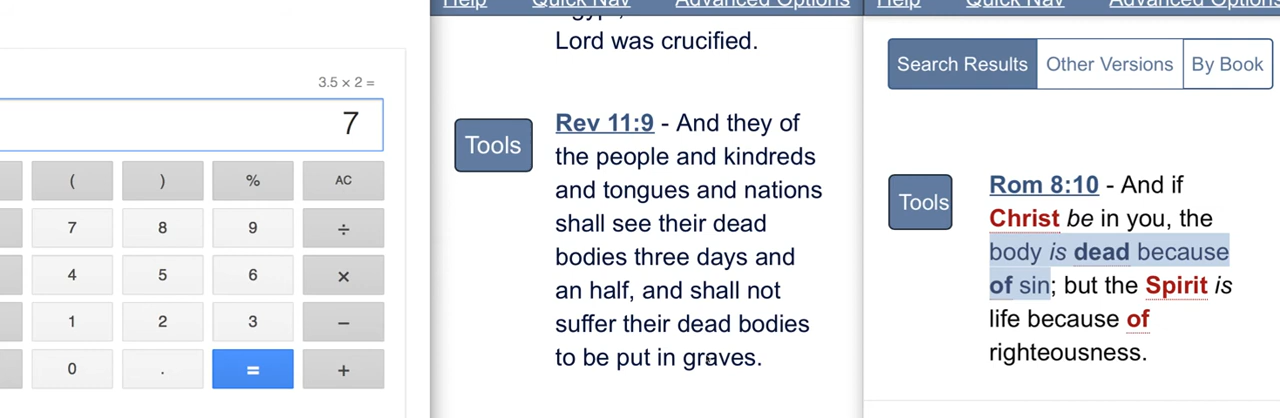 3.5 × 2 =
7
( ) % AC
7 8 9 ÷
4 5 6 ×
1 2 3 −
0 . = +
Help Quick Nav Advanced Options
Lord was crucified.
Tools
Rev 11:9 - And they of
the people and kindreds
and tongues and nations
shall see their dead
bodies three days and
an half, and shall not
suffer their dead bodies
to be put in graves.
Help Quick Nav Advanced Options
Search Results Other Versions By Book
Tools
Rom 8:10 - And if
Christ be in you, the
body is dead because
of sin; but the Spirit is
life because of
righteousness.